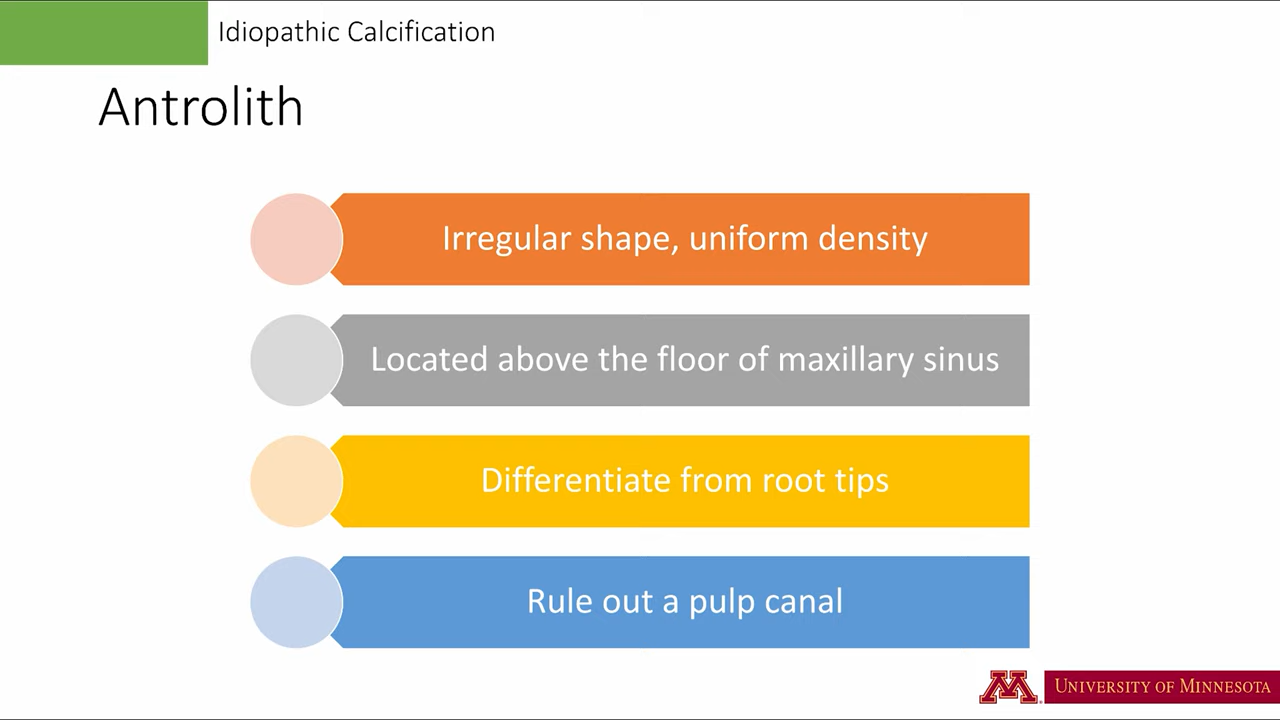 Idiopathic Calcification
Antrolith
Irregular shape, uniform density
Located above the floor of maxillary sinus
Differentiate from root tips
Rule out a pulp canal
M University of Minnesota